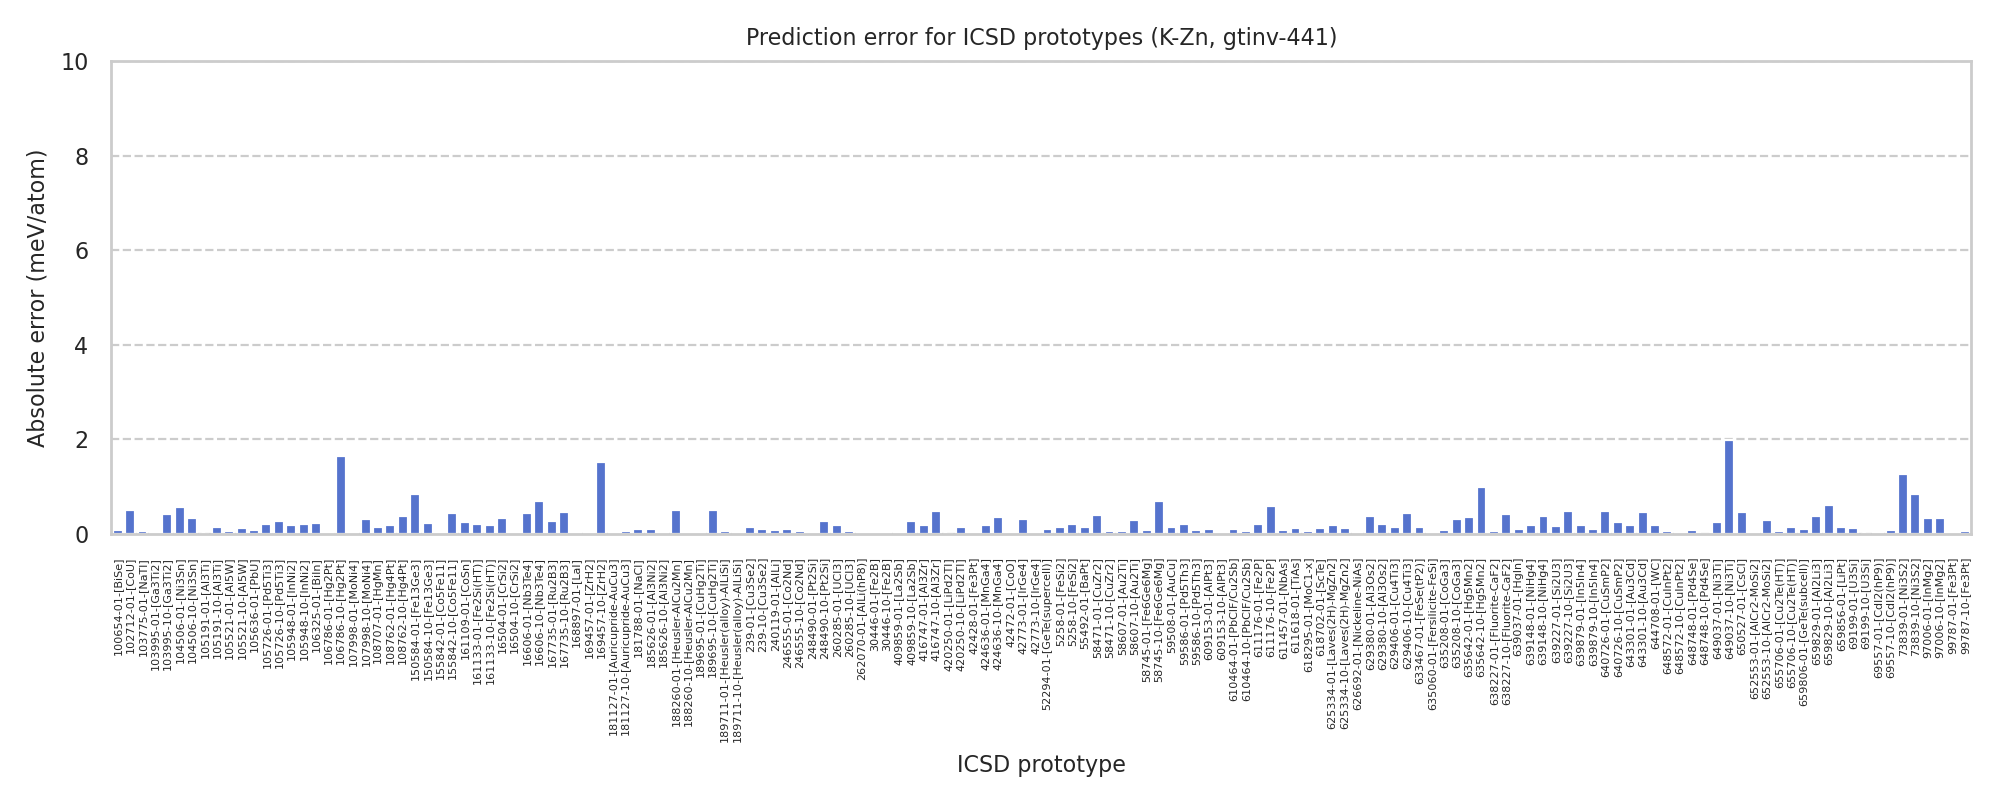 Prediction error for ICSD prototypes (K-Zn, gtinv-441)
10
8
6
4
2
0
Absolute error (meV/atom)
100654-01-[BiSe]
102712-01-[CoU]
103775-01-[NaTl]
103995-01-[Ga3Ti2]
103995-10-[Ga3Ti2]
104506-01-[Ni3Sn]
104506-10-[Ni3Sn]
105191-01-[Al3Ti]
105191-10-[Al3Ti]
105521-01-[Al5W]
105521-10-[Al5W]
105636-01-[PbU]
105726-01-[Pd5Ti3]
105726-10-[Pd5Ti3]
105948-01-[InNi2]
105948-10-[InNi2]
106325-01-[BiIn]
106786-01-[Hg2Pt]
106786-10-[Hg2Pt]
107998-01-[MoNi4]
107998-10-[MoNi4]
108707-01-[HgMn]
108762-01-[Hg4Pt]
108762-10-[Hg4Pt]
150584-01-[Fe13Ge3]
150584-10-[Fe13Ge3]
155842-01-[Co5Fe11]
155842-10-[Co5Fe11]
161109-01-[CoSn]
161133-01-[Fe2Si(HT)]
161133-10-[Fe2Si(HT)]
16504-01-[CrSi2]
16504-10-[CrSi2]
16606-01-[Nb3Te4]
16606-10-[Nb3Te4]
167735-01-[Ru2B3]
167735-10-[Ru2B3]
168897-01-[LaI]
169457-01-[ZrH2]
169457-10-[ZrH2]
181127-01-[Auricupride-AuCu3]
181127-10-[Auricupride-AuCu3]
181788-01-[NaCl]
185626-01-[Al3Ni2]
185626-10-[Al3Ni2]
188260-01-[Heusler-AlCu2Mn]
188260-10-[Heusler-AlCu2Mn]
189695-01-[CuHg2Ti]
189695-10-[CuHg2Ti]
189711-01-[Heusler(alloy)-AlLiSi]
189711-10-[Heusler(alloy)-AlLiSi]
239-01-[Cu3Se2]
239-10-[Cu3Se2]
240119-01-[AlLi]
246555-01-[Co2Nd]
246555-10-[Co2Nd]
248490-01-[Pt2Si]
248490-10-[Pt2Si]
260285-01-[UCl3]
260285-10-[UCl3]
262070-01-[AlLi(hP8)]
30446-01-[Fe2B]
30446-10-[Fe2B]
409859-01-[La2Sb]
409859-10-[La2Sb]
416747-01-[Al3Zr]
416747-10-[Al3Zr]
420250-01-[LiPd2Tl]
420250-10-[LiPd2Tl]
42428-01-[Fe3Pt]
424636-01-[MnGa4]
424636-10-[MnGa4]
42472-01-[CoO]
42773-01-[IrGe4]
42773-10-[IrGe4]
52294-01-[GeTe(supercell)]
5258-01-[FeSi2]
5258-10-[FeSi2]
55492-01-[BaPt]
58471-01-[CuZr2]
58471-10-[CuZr2]
58607-01-[Au2Ti]
58607-10-[Au2Ti]
58745-01-[Fe6Ge6Mg]
58745-10-[Fe6Ge6Mg]
59508-01-[AuCu]
59586-01-[Pd5Th3]
59586-10-[Pd5Th3]
609153-01-[AlPt3]
609153-10-[AlPt3]
610464-01-[PbClF/Cu2Sb]
610464-10-[PbClF/Cu2Sb]
611176-01-[Fe2P]
611176-10-[Fe2P]
611457-01-[NbAs]
611618-01-[TiAs]
618295-01-[MoC1-x]
618702-01-[ScTe]
625334-01-[Laves(2H)-MgZn2]
625334-10-[Laves(2H)-MgZn2]
626692-01-[Nickeline-NiAs]
629380-01-[Al3Os2]
629380-10-[Al3Os2]
629406-01-[Cu4Ti3]
629406-10-[Cu4Ti3]
633467-01-[FeSe(tP2)]
635060-01-[Fersilicite-FeSi]
635208-01-[CoGa3]
635208-10-[CoGa3]
635642-01-[Hg5Mn2]
635642-10-[Hg5Mn2]
638227-01-[Fluorite-CaF2]
638227-10-[Fluorite-CaF2]
639037-01-[HgIn]
639148-01-[NiHg4]
639148-10-[NiHg4]
639227-01-[Si2U3]
639227-10-[Si2U3]
639879-01-[In5In4]
639879-10-[In5In4]
640726-01-[CuSmP2]
640726-10-[CuSmP2]
643301-01-[Au3Cd]
643301-10-[Au3Cd]
644708-01-[WC]
648572-01-[CuInPt2]
648572-10-[CuInPt2]
648748-01-[Pd4Se]
648748-10-[Pd4Se]
649037-01-[Ni3Ti]
649037-10-[Ni3Ti]
650527-01-[CsCl]
652553-01-[AlCr2-MoSi2]
652553-10-[AlCr2-MoSi2]
655706-01-[Cu2Te(HT)]
655706-10-[Cu2Te(HT)]
659806-01-[GeTe(subcell)]
659829-01-[Al2Li3]
659829-10-[Al2Li3]
659856-01-[LiPt]
69199-01-[U3Si]
69199-10-[U3Si]
69557-01-[CdI2(hP9)]
69557-10-[CdI2(hP9)]
73839-01-[Ni3S2]
73839-10-[Ni3S2]
97006-01-[InMg2]
97006-10-[InMg2]
99787-01-[Fe3Pt]
99787-10-[Fe3Pt]
ICSD prototype